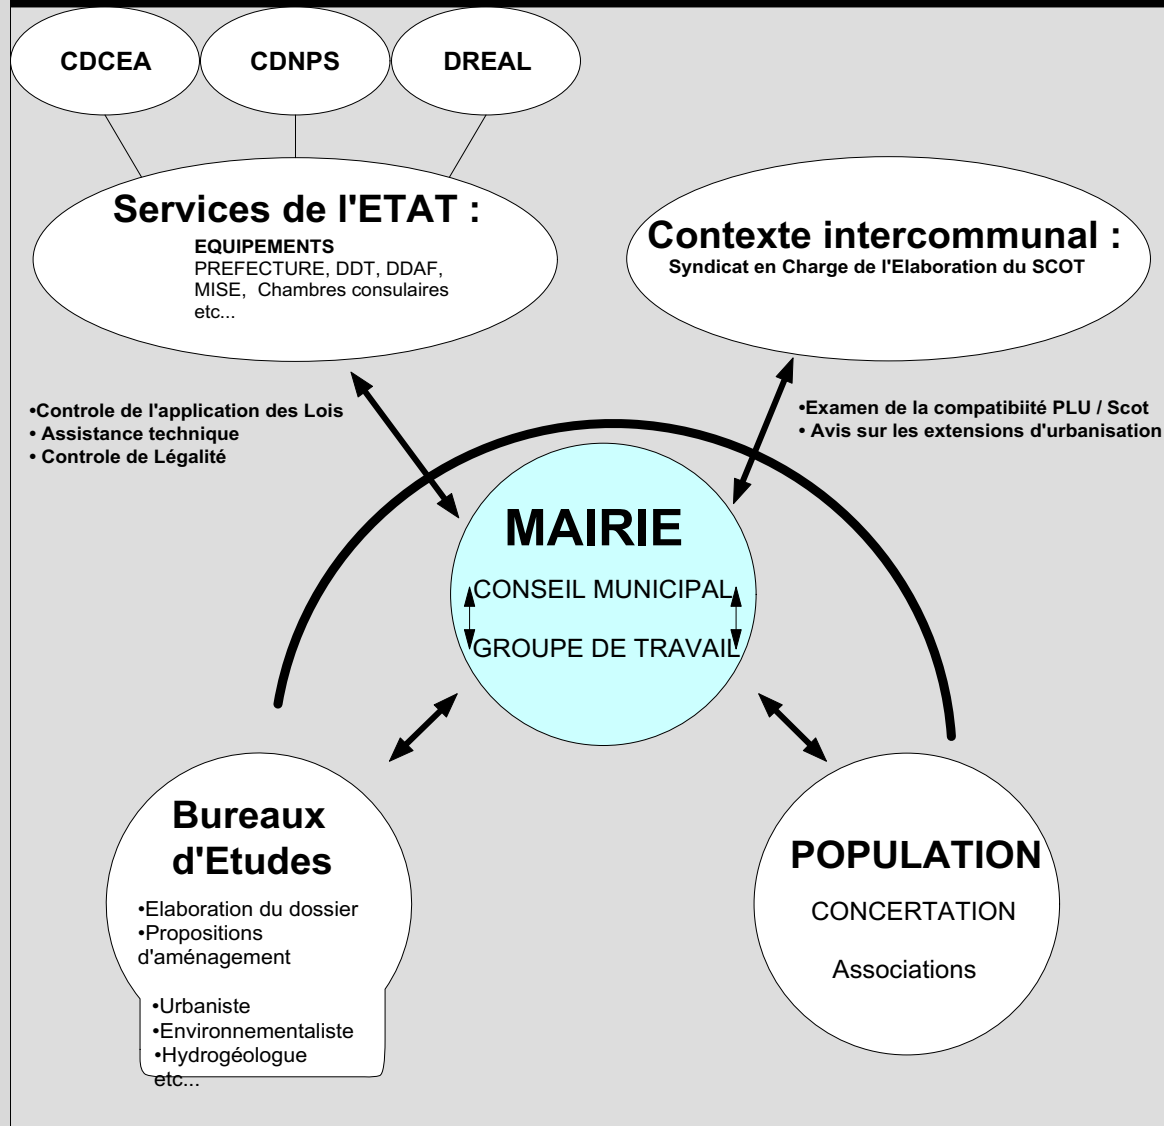 CDCEA
CDNPS
DREAL
Services de l'ETAT :
EQUIPEMENTS
PREFECTURE, DDT, DDAF,
MISE, Chambres consulaires
etc...
Contexte intercommunal :
Syndicat en Charge de l'Elaboration du SCOT
•Controle de l'application des Lois
• Assistance technique
• Controle de Légalité
•Examen de la compatibiité PLU / Scot
• Avis sur les extensions d'urbanisation
MAIRIE
CONSEIL MUNICIPAL
GROUPE DE TRAVAIL
Bureaux
d'Etudes
•Elaboration du dossier
•Propositions
d'aménagement
•Urbaniste
•Environnementaliste
•Hydrogéologue
etc...
POPULATION
CONCERTATION
Associations